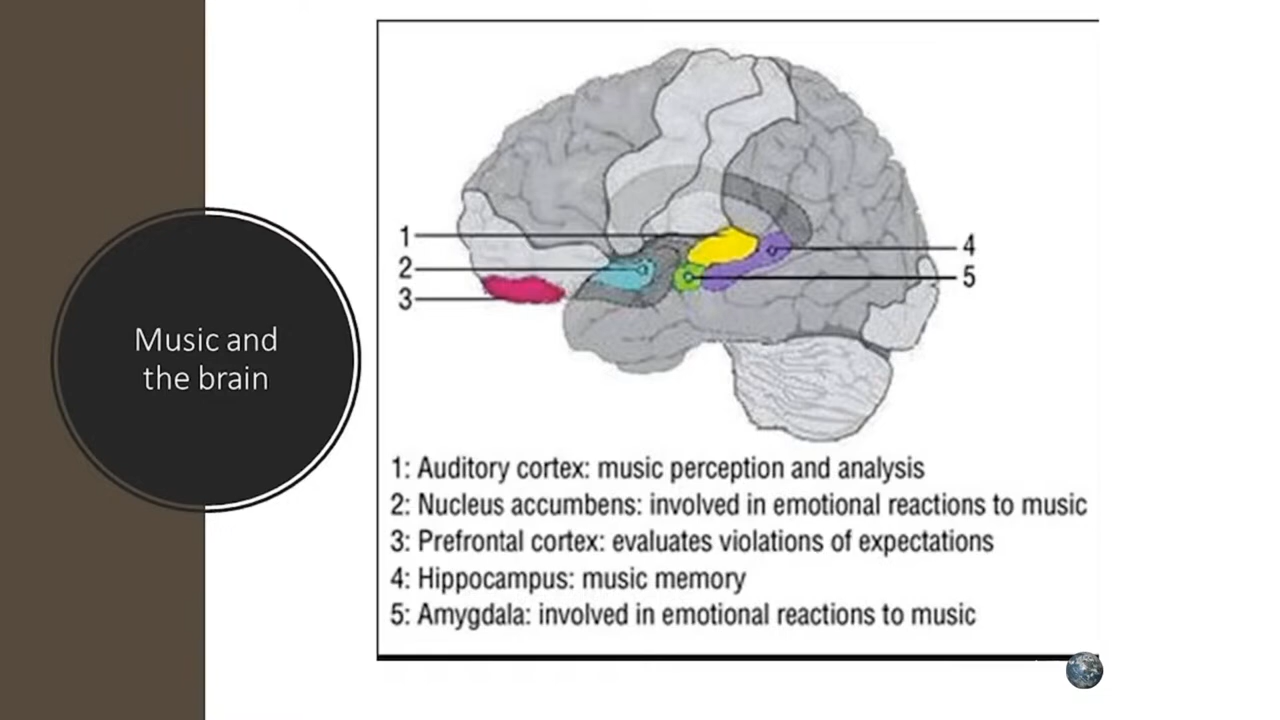 Music and
the brain
1
2
3
4
5
1: Auditory cortex: music perception and analysis
2: Nucleus accumbens: involved in emotional reactions to music
3: Prefrontal cortex: evaluates violations of expectations
4: Hippocampus: music memory
5: Amygdala: involved in emotional reactions to music